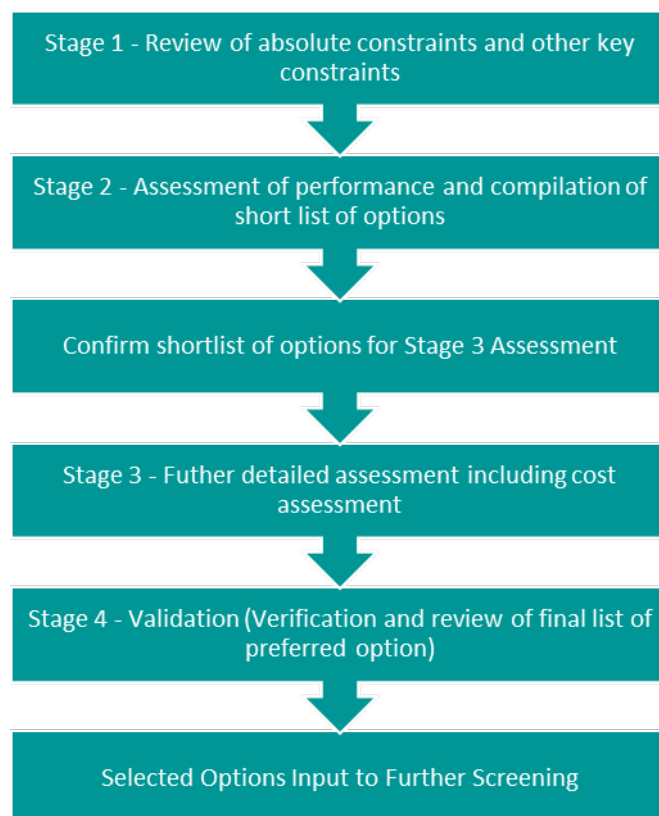 Stage 1 - Review of absolute constraints and other key
constraints
Stage 2 - Assessment of performance and compilation of
short list of options
Confirm shortlist of options for Stage 3 Assessment
Stage 3 - Futher detailed assessment including cost
assessment
Stage 4 - Validation (Verification and review of final list of
preferred option)
Selected Options Input to Further Screening